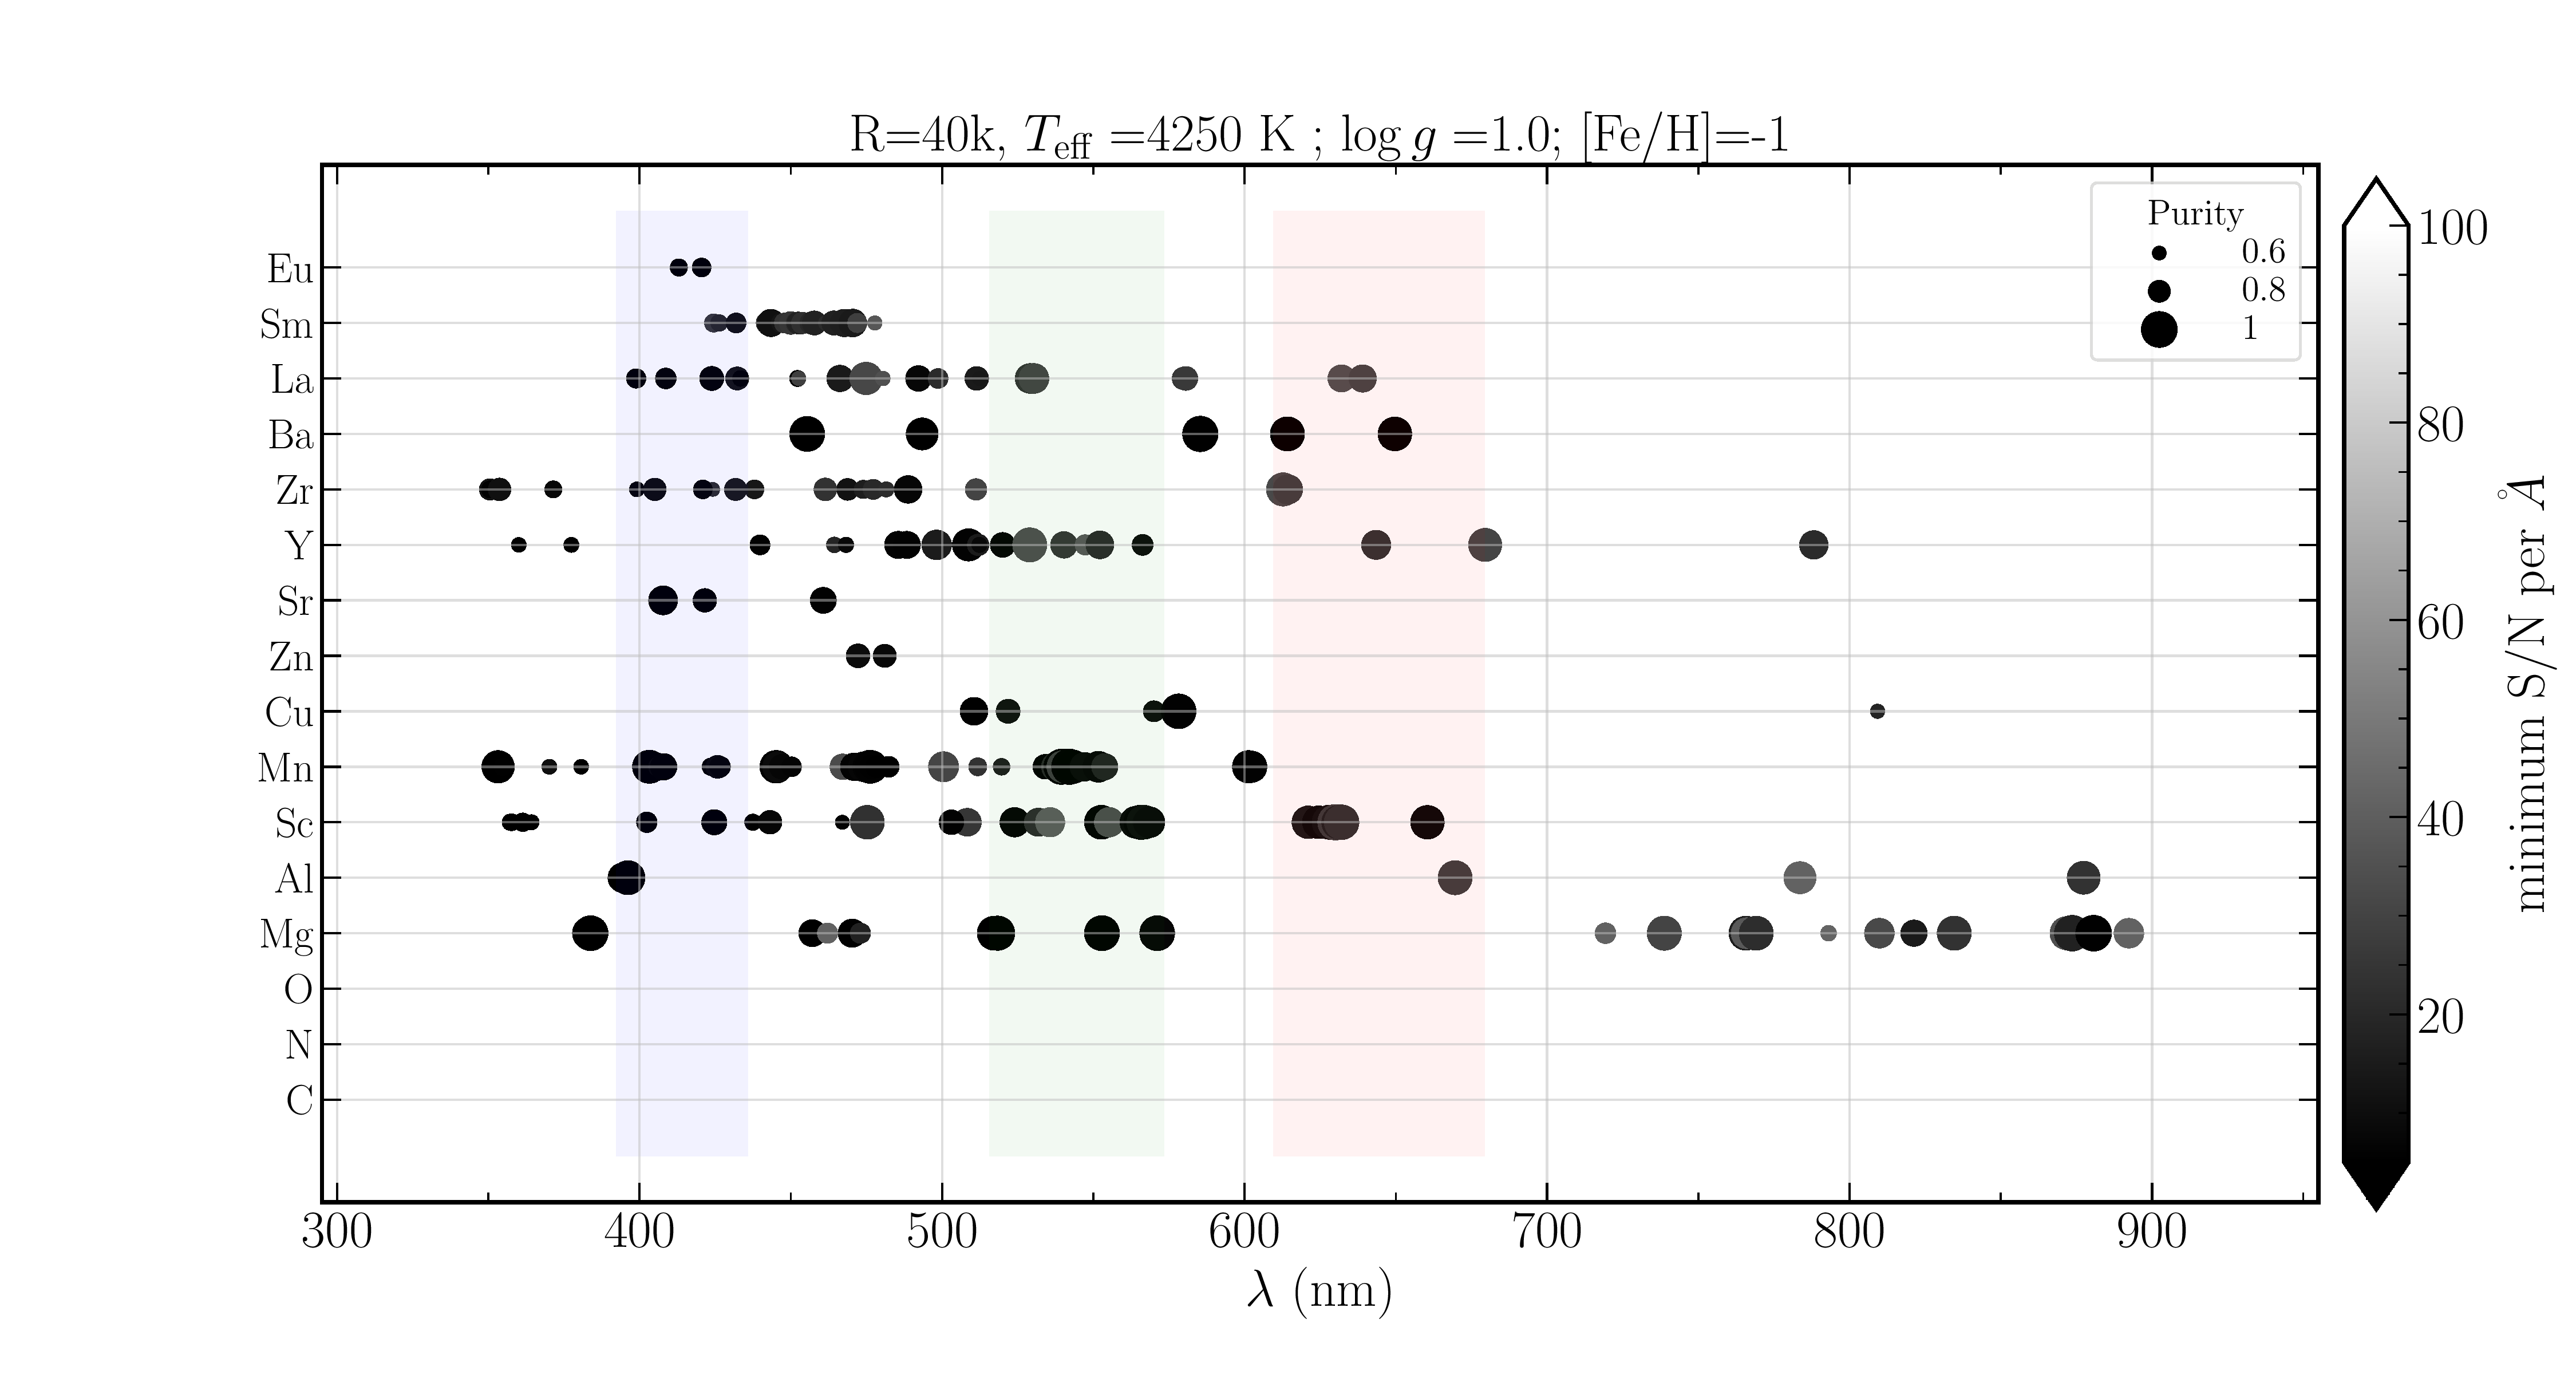 R=40k, T_eff =4250 K ; log g =1.0; [Fe/H]=-1
Purity
0.6
0.8
1
Eu
Sm
La
Ba
Zr
Y
Sr
Zn
Cu
Mn
Sc
Al
Mg
O
N
C
300 400 500 600 700 800 900
λ (nm)
100
80
60
40
20
minimum S/N per Å